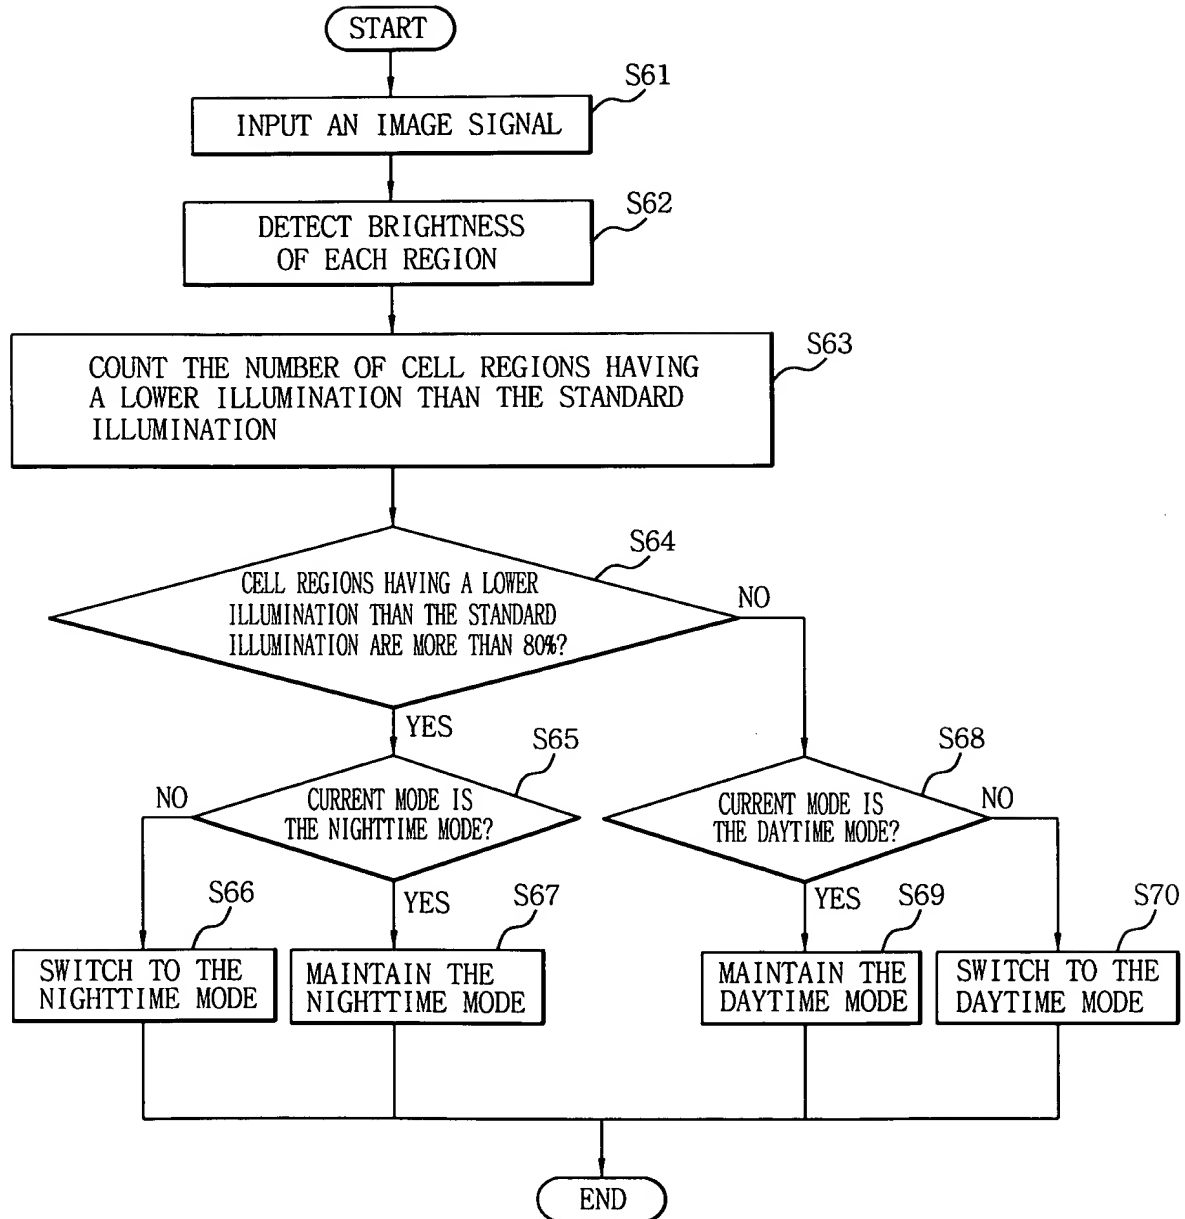 START
S61
INPUT AN IMAGE SIGNAL
S62
DETECT BRIGHTNESS
OF EACH REGION
S63
COUNT THE NUMBER OF CELL REGIONS HAVING
A LOWER ILLUMINATION THAN THE STANDARD
ILLUMINATION
S64
CELL REGIONS HAVING A LOWER
ILLUMINATION THAN THE STANDARD
ILLUMINATION ARE MORE THAN 80%?
NO
YES
S65
CURRENT MODE IS
THE NIGHTTIME MODE?
NO
YES
S68
CURRENT MODE IS
THE DAYTIME MODE?
NO
YES
S66
SWITCH TO THE
NIGHTTIME MODE
S67
MAINTAIN THE
NIGHTTIME MODE
S69
MAINTAIN THE
DAYTIME MODE
S70
SWITCH TO THE
DAYTIME MODE
END